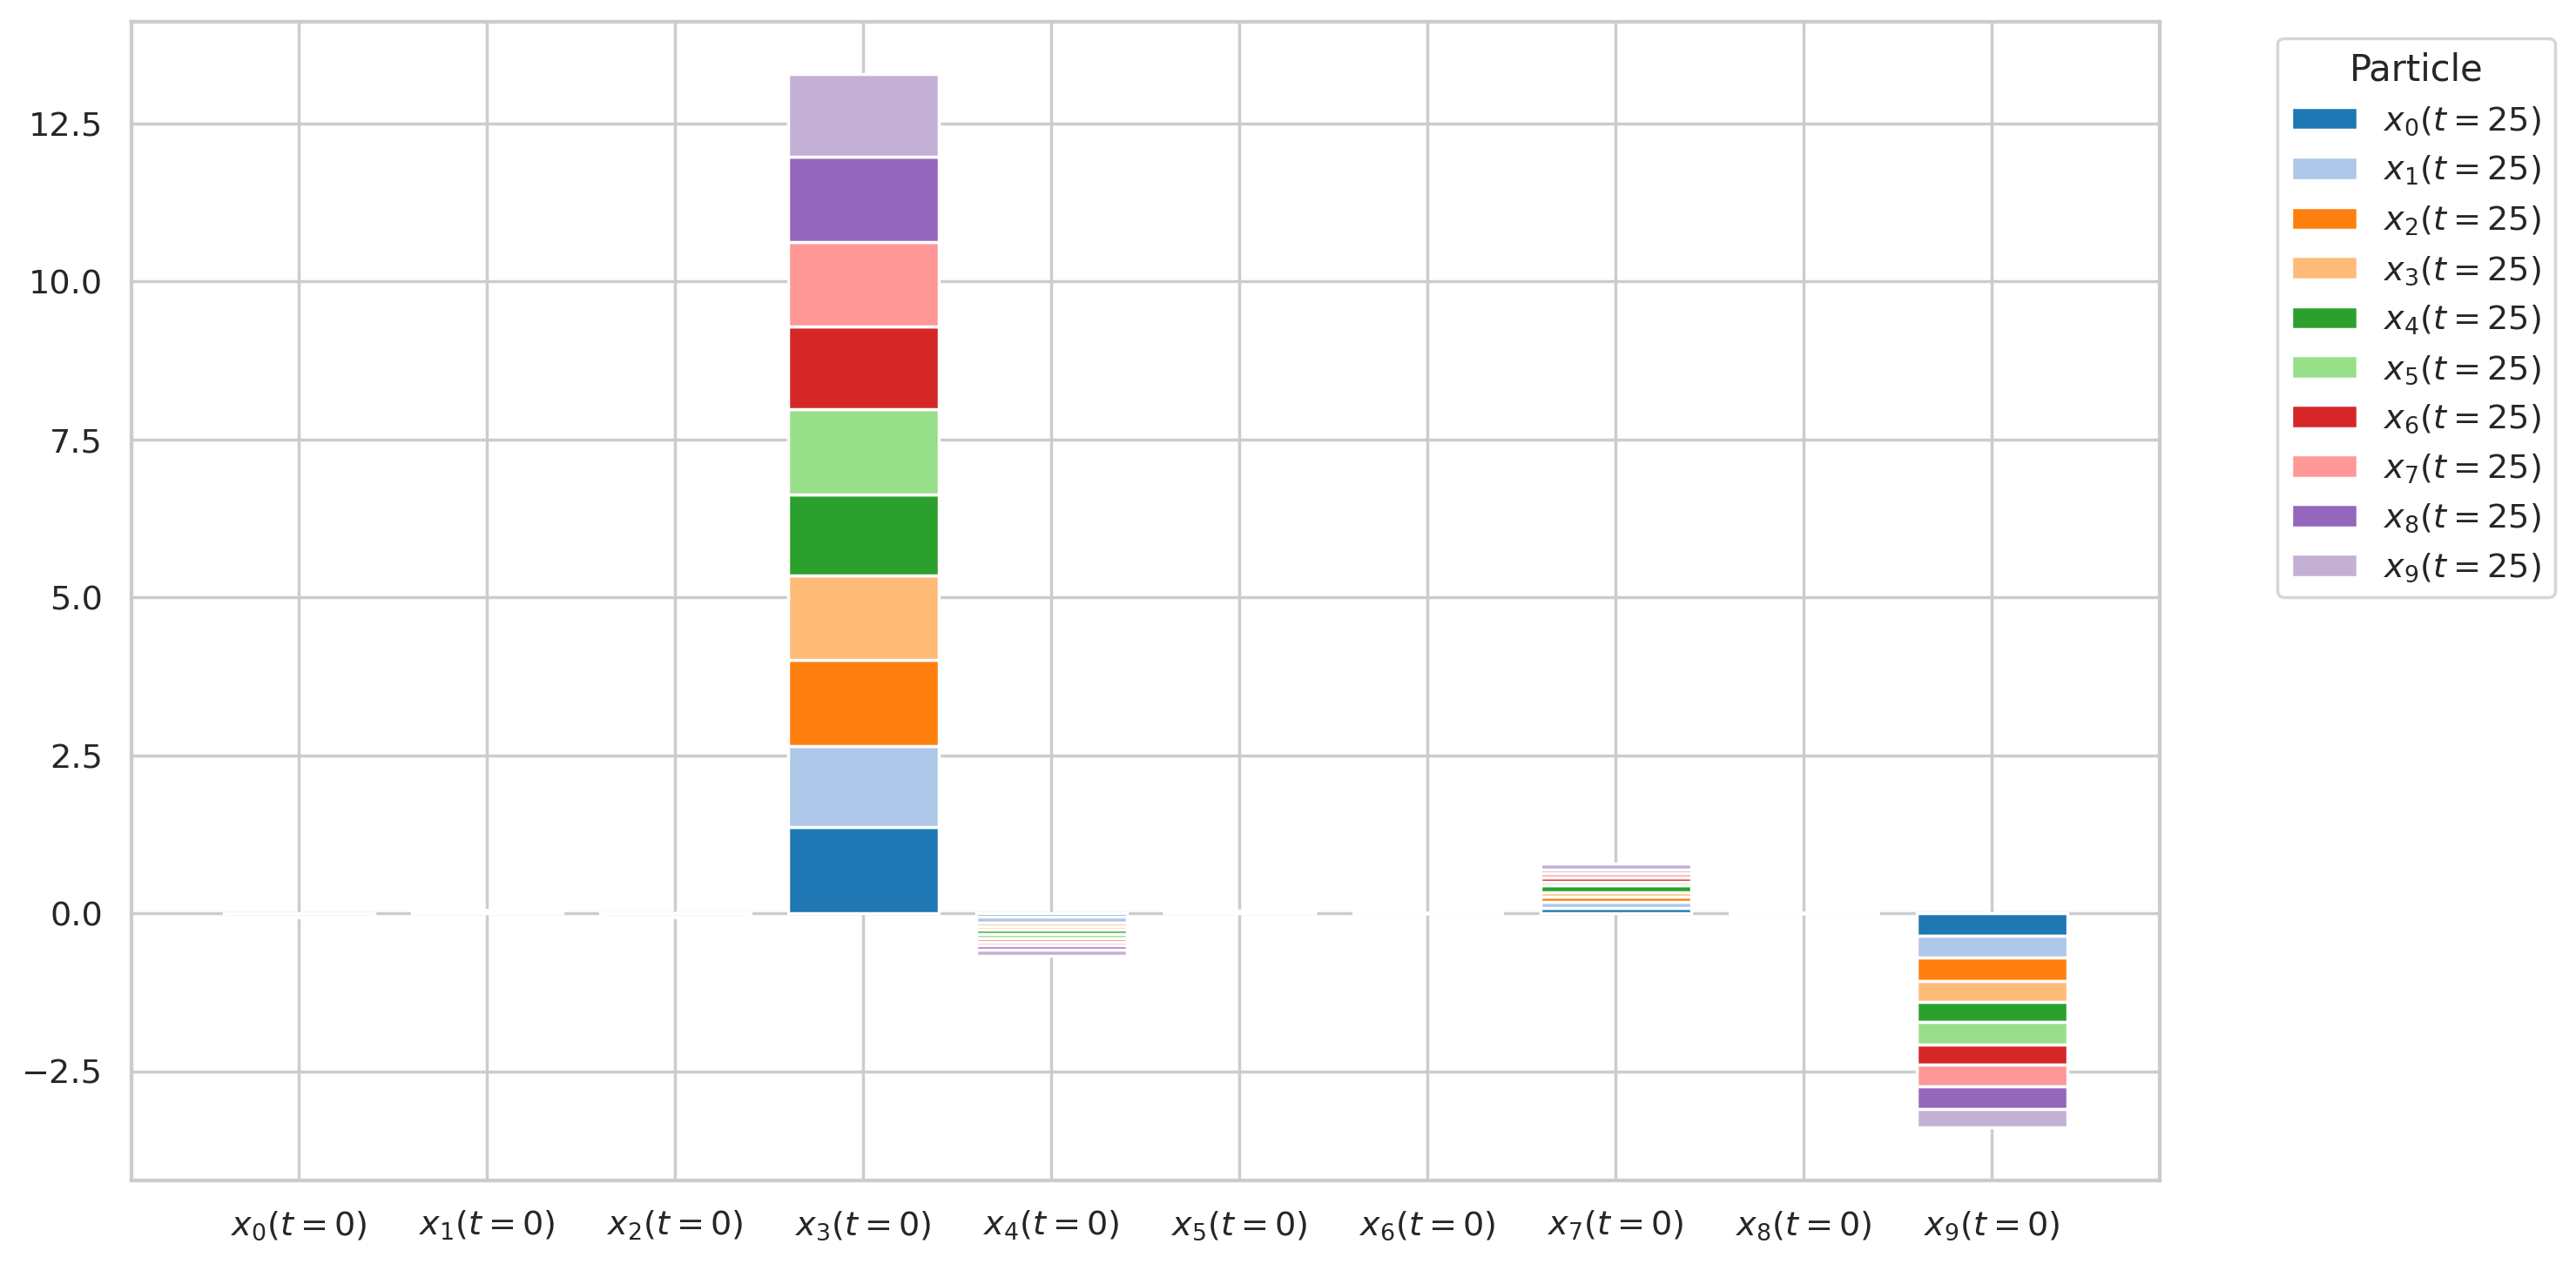 12.5
10.0
7.5
5.0
2.5
0.0
−2.5
x₀(t = 0)
x₁(t = 0)
x₂(t = 0)
x₃(t = 0)
x₄(t = 0)
x₅(t = 0)
x₆(t = 0)
x₇(t = 0)
x₈(t = 0)
x₉(t = 0)
Particle
x₀(t = 25)
x₁(t = 25)
x₂(t = 25)
x₃(t = 25)
x₄(t = 25)
x₅(t = 25)
x₆(t = 25)
x₇(t = 25)
x₈(t = 25)
x₉(t = 25)